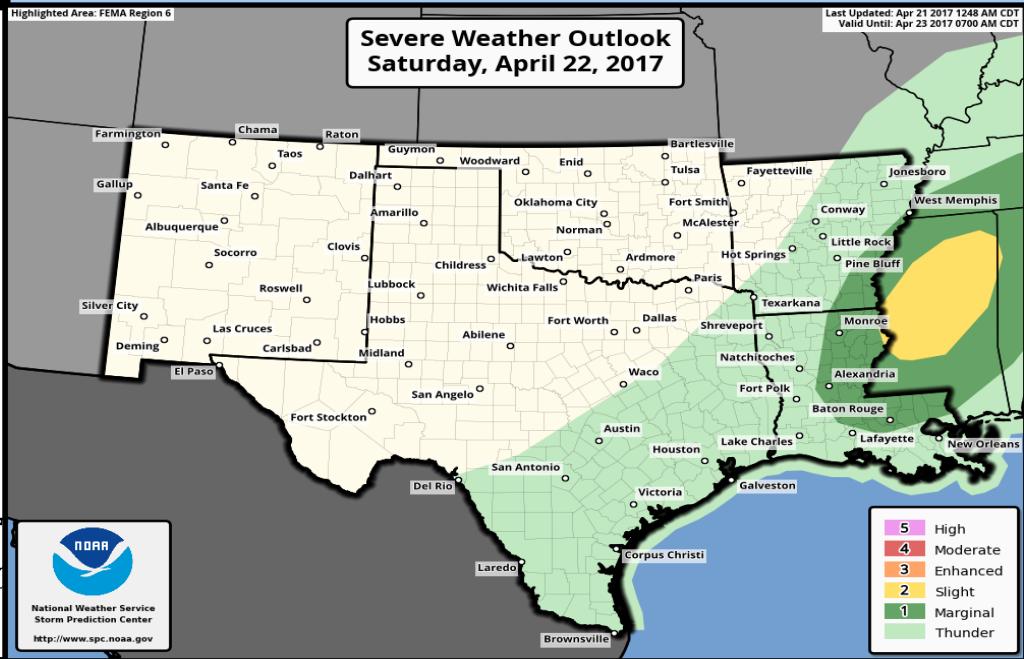 Highlighted Area: FEMA Region 6
Last Updated: Apr 21 2017 1248 AM CDT
Valid Until: Apr 23 2017 0700 AM CDT
Severe Weather Outlook
Saturday, April 22, 2017
Farmington
Chama
Raton
Guymon
Bartlesville
Taos
Woodward
Enid
Tulsa
Fayetteville
Jonesboro
Dalhart
Gallup
Santa Fe
Oklahoma City
Fort Smith
West Memphis
Amarillo
Conway
Albuquerque
Norman
McAlester
Little Rock
Socorro
Clovis
Childress
Lawton
Ardmore
Hot Springs
Pine Bluff
Roswell
Lubbock
Wichita Falls
Paris
Silver City
Texarkana
Las Cruces
Hobbs
Fort Worth
Dallas
Shreveport
Monroe
Deming
Carlsbad
Midland
Abilene
Natchitoches
El Paso
Waco
Alexandria
San Angelo
Fort Polk
Fort Stockton
Baton Rouge
Austin
Lake Charles
Lafayette
New Orleans
Houston
San Antonio
Del Rio
Galveston
Victoria
Corpus Christi
Laredo
Brownsville
NOAA
National Weather Service
Storm Prediction Center
http://www.spc.noaa.gov
5 High
4 Moderate
3 Enhanced
2 Slight
1 Marginal
Thunder